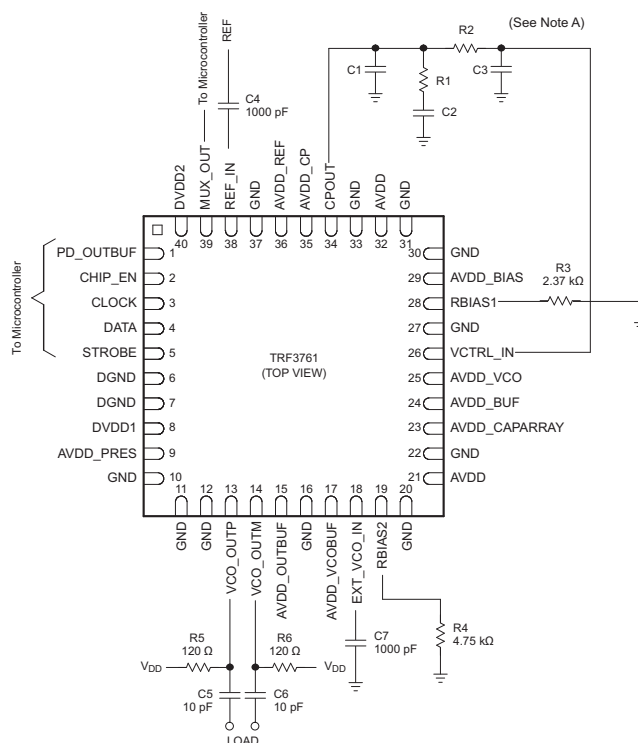 (See Note A)
To Microcontroller
REF
C4
1000 pF
C1
R1
C2
R2
C3
DVDD2
MUX_OUT
REF_IN
GND
AVDD_REF
AVDD_CP
CPOUT
GND
AVDD
GND
40
39
38
37
36
35
34
33
32
31
To Microcontroller
PD_OUTBUF 1
CHIP_EN 2
CLOCK 3
DATA 4
STROBE 5
DGND 6
DGND 7
DVDD1 8
AVDD_PRES 9
GND 10
TRF3761
(TOP VIEW)
30 GND
29 AVDD_BIAS
28 RBIAS1
27 GND
26 VCTRL_IN
25 AVDD_VCO
24 AVDD_BUF
23 AVDD_CAPARRAY
22 GND
21 AVDD
R3
2.37 kΩ
11
12
13
14
15
16
17
18
19
20
GND
GND
VCO_OUTP
VCO_OUTM
AVDD_OUTBUF
GND
AVDD_VCOBUF
EXT_VCO_IN
RBIAS2
GND
R5
120 Ω
R6
120 Ω
VDD
VDD
C5
10 pF
C6
10 pF
LOAD
C7
1000 pF
R4
4.75 kΩ